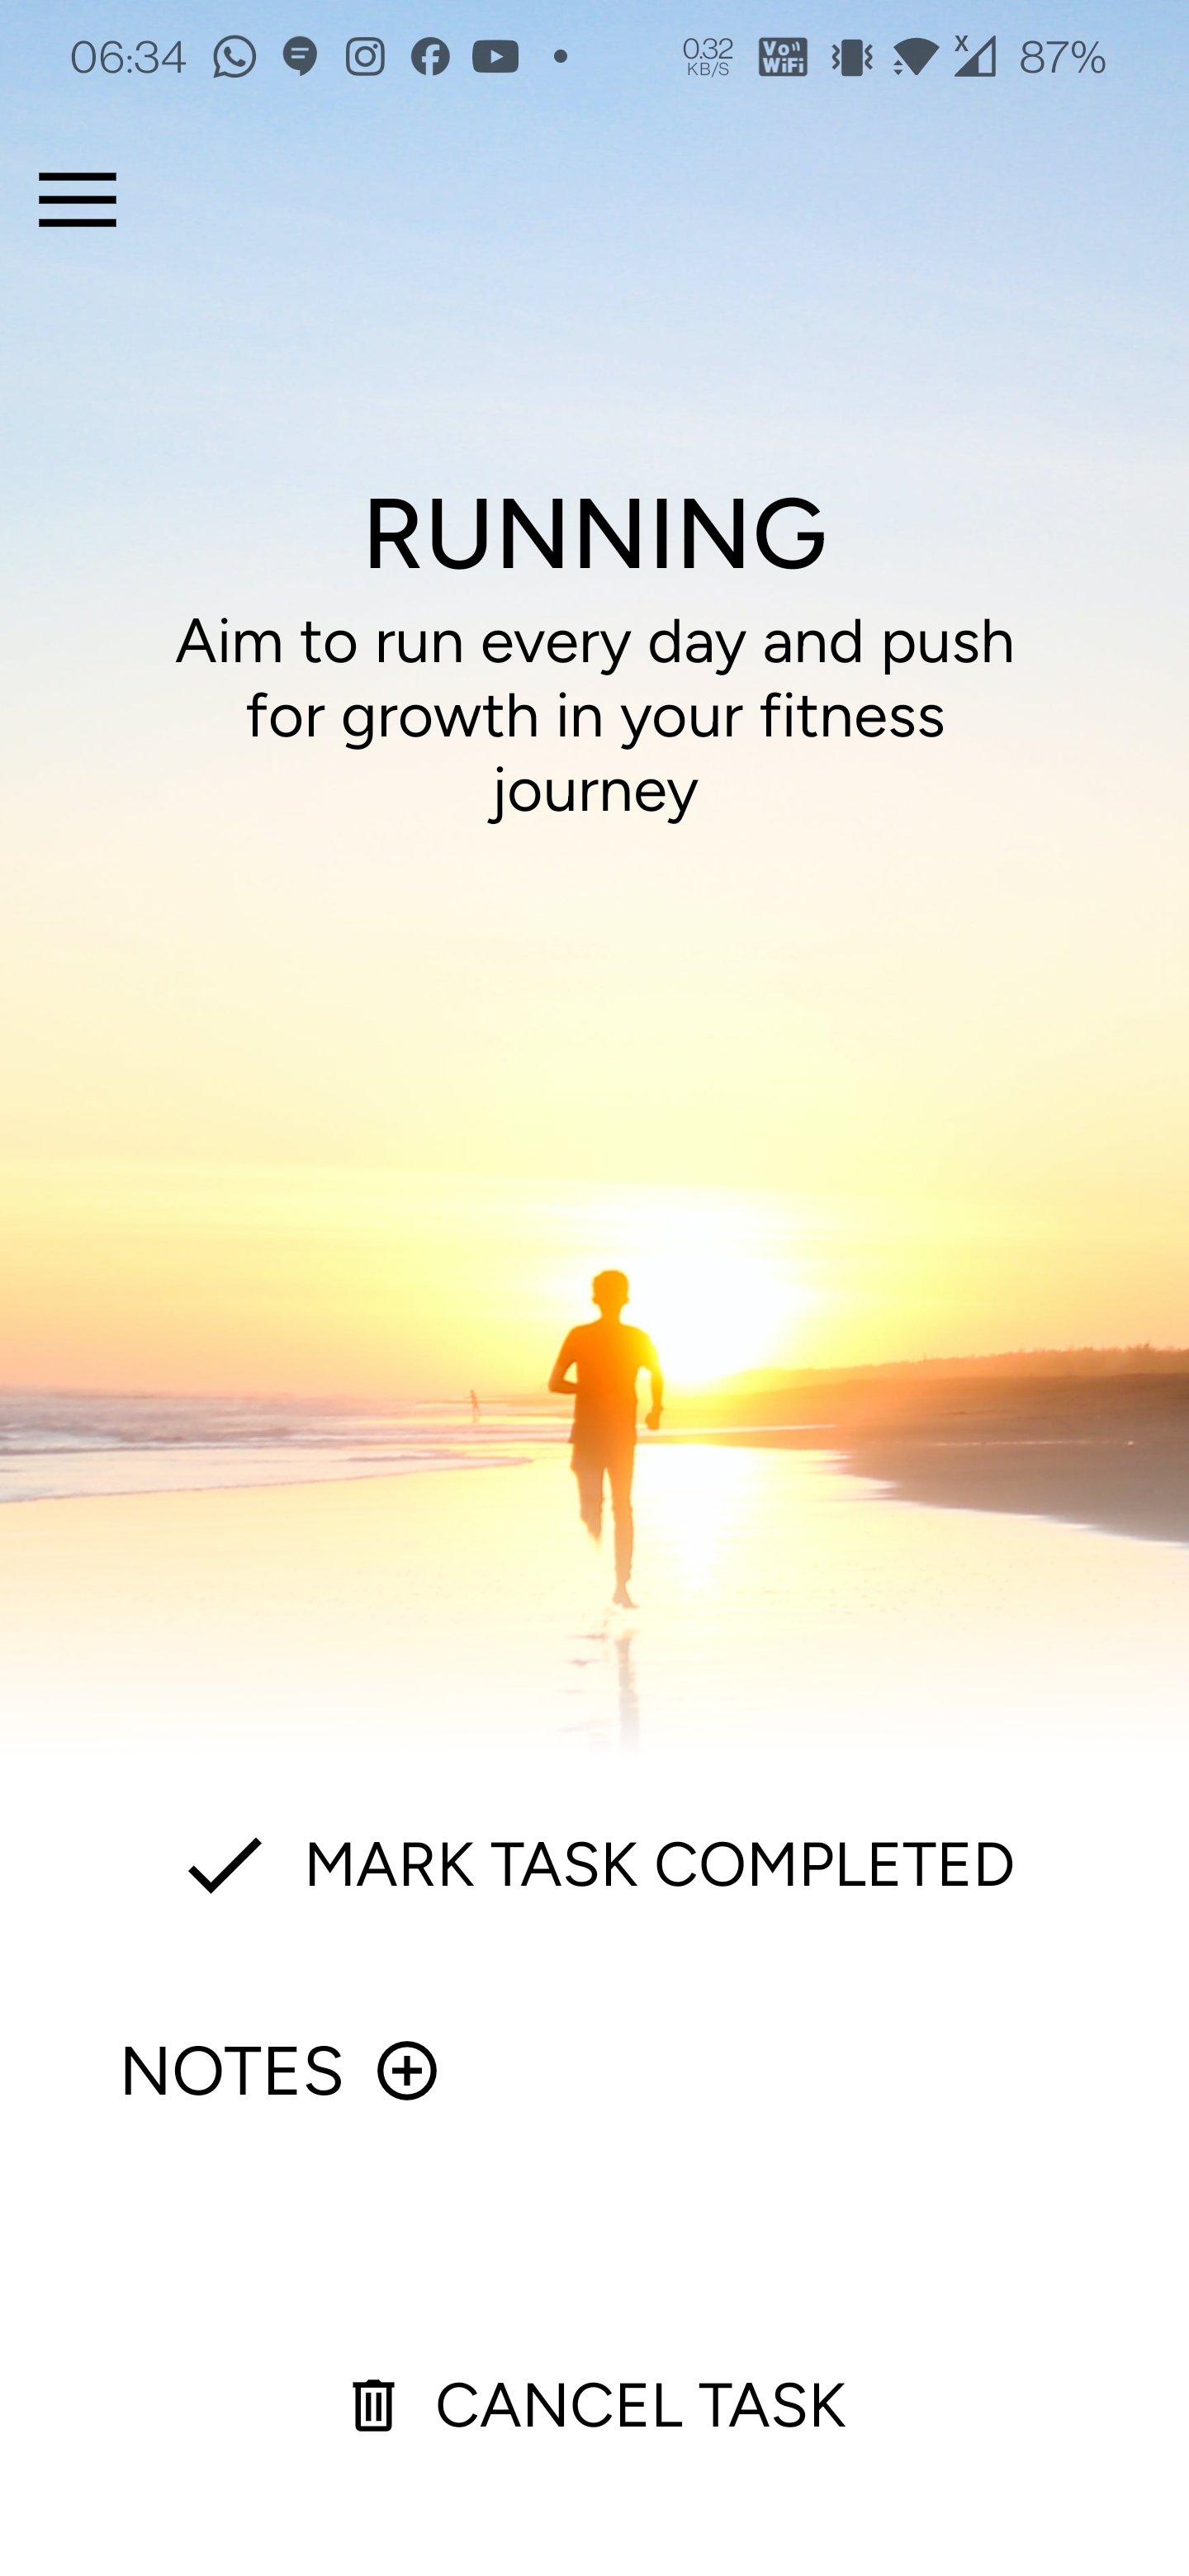 06:34 0.32 KB/S Vo WiFi X 87%
RUNNING
Aim to run every day and push
for growth in your fitness
journey
MARK TASK COMPLETED
NOTES
CANCEL TASK